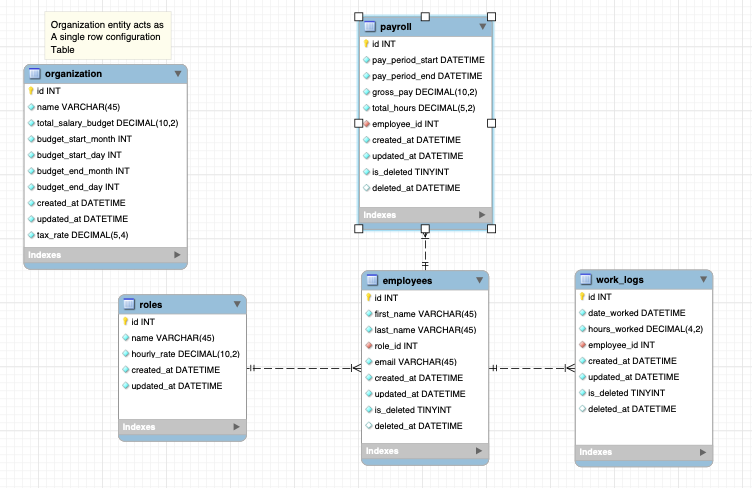 Organization entity acts as
A single row configuration
Table
organization
id INT
name VARCHAR(45)
total_salary_budget DECIMAL(10,2)
budget_start_month INT
budget_start_day INT
budget_end_month INT
budget_end_day INT
created_at DATETIME
updated_at DATETIME
tax_rate DECIMAL(5,4)
Indexes
payroll
id INT
pay_period_start DATETIME
pay_period_end DATETIME
gross_pay DECIMAL(10,2)
total_hours DECIMAL(5,2)
employee_id INT
created_at DATETIME
updated_at DATETIME
is_deleted TINYINT
deleted_at DATETIME
Indexes
roles
id INT
name VARCHAR(45)
hourly_rate DECIMAL(10,2)
created_at DATETIME
updated_at DATETIME
Indexes
employees
id INT
first_name VARCHAR(45)
last_name VARCHAR(45)
role_id INT
email VARCHAR(45)
created_at DATETIME
updated_at DATETIME
is_deleted TINYINT
deleted_at DATETIME
Indexes
work_logs
id INT
date_worked DATETIME
hours_worked DECIMAL(4,2)
employee_id INT
created_at DATETIME
updated_at DATETIME
is_deleted TINYINT
deleted_at DATETIME
Indexes